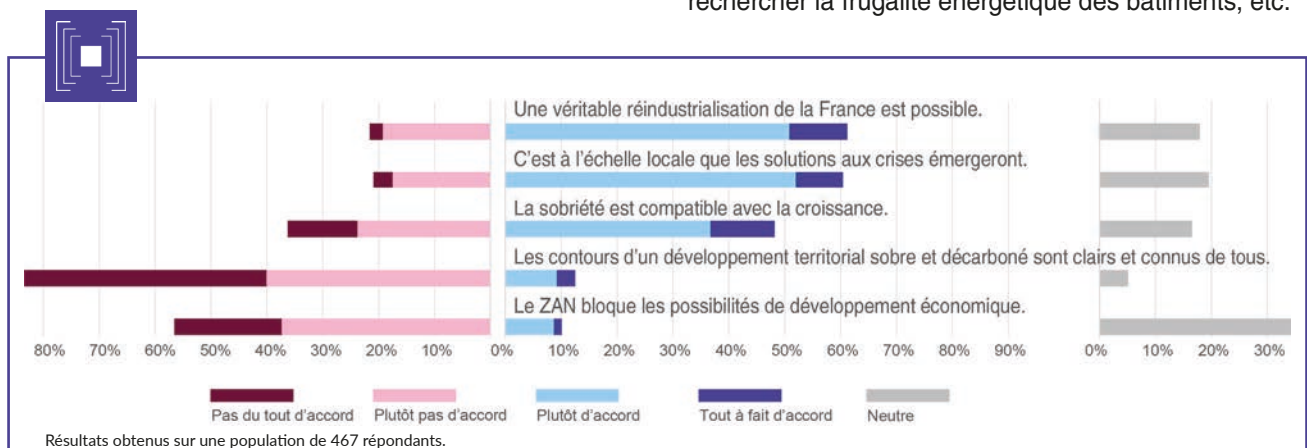 rechercher la frugalité énergétique des bâtiments, etc.
Une véritable réindustrialisation de la France est possible.
C'est à l'échelle locale que les solutions aux crises émergeront.
La sobriété est compatible avec la croissance.
Les contours d'un développement territorial sobre et décarboné sont clairs et connus de tous.
Le ZAN bloque les possibilités de développement économique.
80% 70% 60% 50% 40% 30% 20% 10% 0% 10% 20% 30% 40% 50% 60% 70% 80% 90% 0% 10% 20% 30%
Pas du tout d'accord Plutôt pas d'accord Plutôt d'accord Tout à fait d'accord Neutre
Résultats obtenus sur une population de 467 répondants.